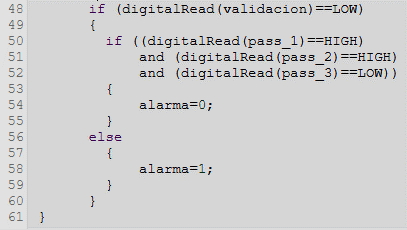 48 if (digitalRead(validacion)==LOW)
49 {
50 if ((digitalRead(pass_1)==HIGH)
51 and (digitalRead(pass_2)==HIGH)
52 and (digitalRead(pass_3)==LOW))
53 {
54 alarma=0;
55 }
56 else
57 {
58 alarma=1;
59 }
60 }
61 }